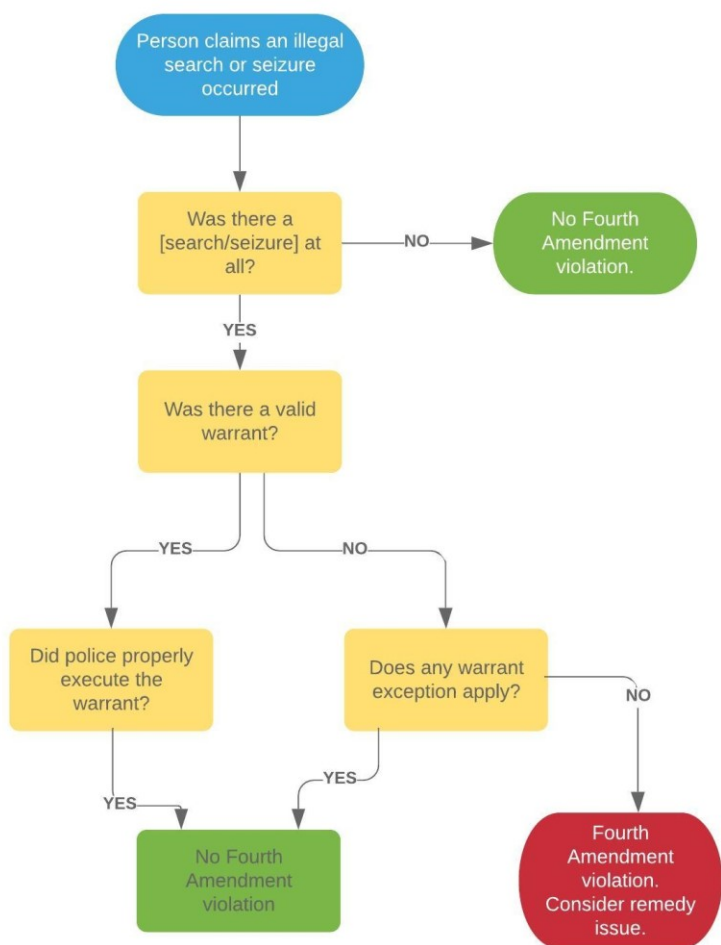 Person claims an illegal
search or seizure
occurred
Was there a
[search/seizure] at
all?
NO
No Fourth
Amendment
violation.
YES
Was there a valid
warrant?
YES
NO
Did police properly
execute the
warrant?
Does any warrant
exception apply?
NO
YES
YES
No Fourth
Amendment
violation
Fourth
Amendment
violation.
Consider remedy
issue.